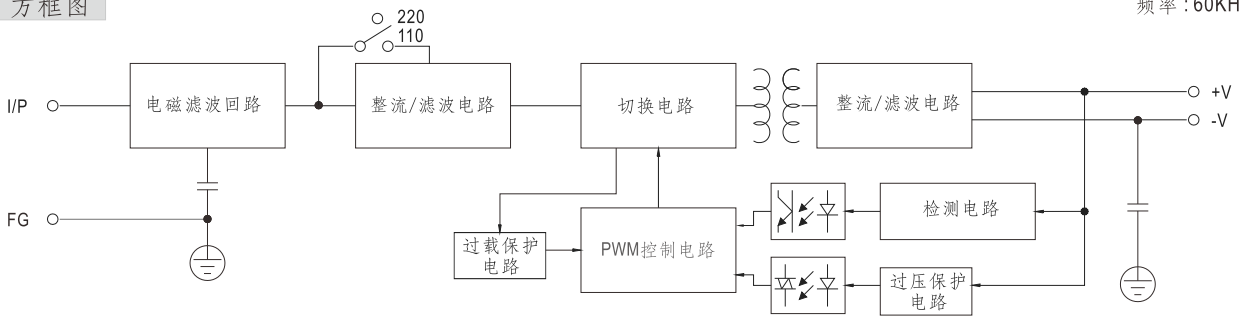 方框图
频率:60KH
220
110
I/P
电磁滤波回路
整流/滤波电路
切换电路
整流/滤波电路
+V
-V
FG
过载保护
电路
PWM控制电路
检测电路
过压保护
电路